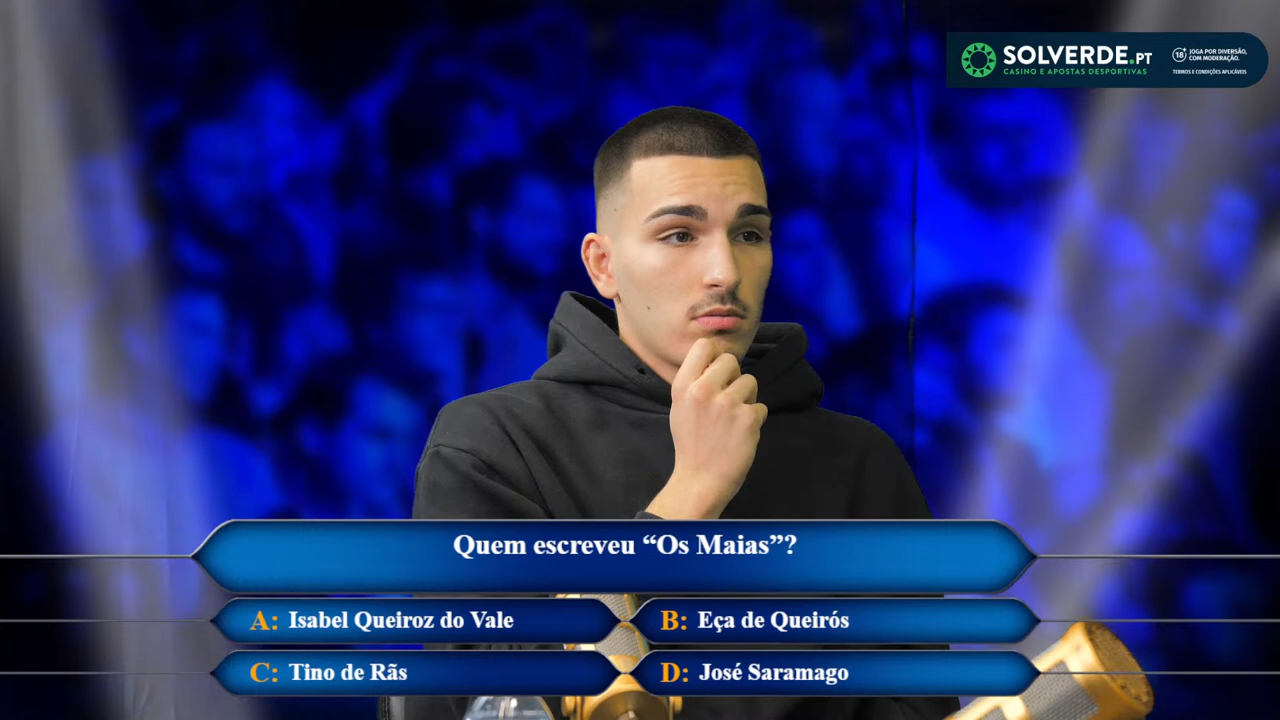 SOLVERDE.PT
CASINO E APOSTAS DESPORTIVAS
18+ JOGA POR DIVERSÃO,
COM MODERAÇÃO.
TERMOS E CONDIÇÕES APLICÁVEIS
Quem escreveu “Os Maias”?
A: Isabel Queiroz do Vale
B: Eça de Queirós
C: Tino de Rãs
D: José Saramago